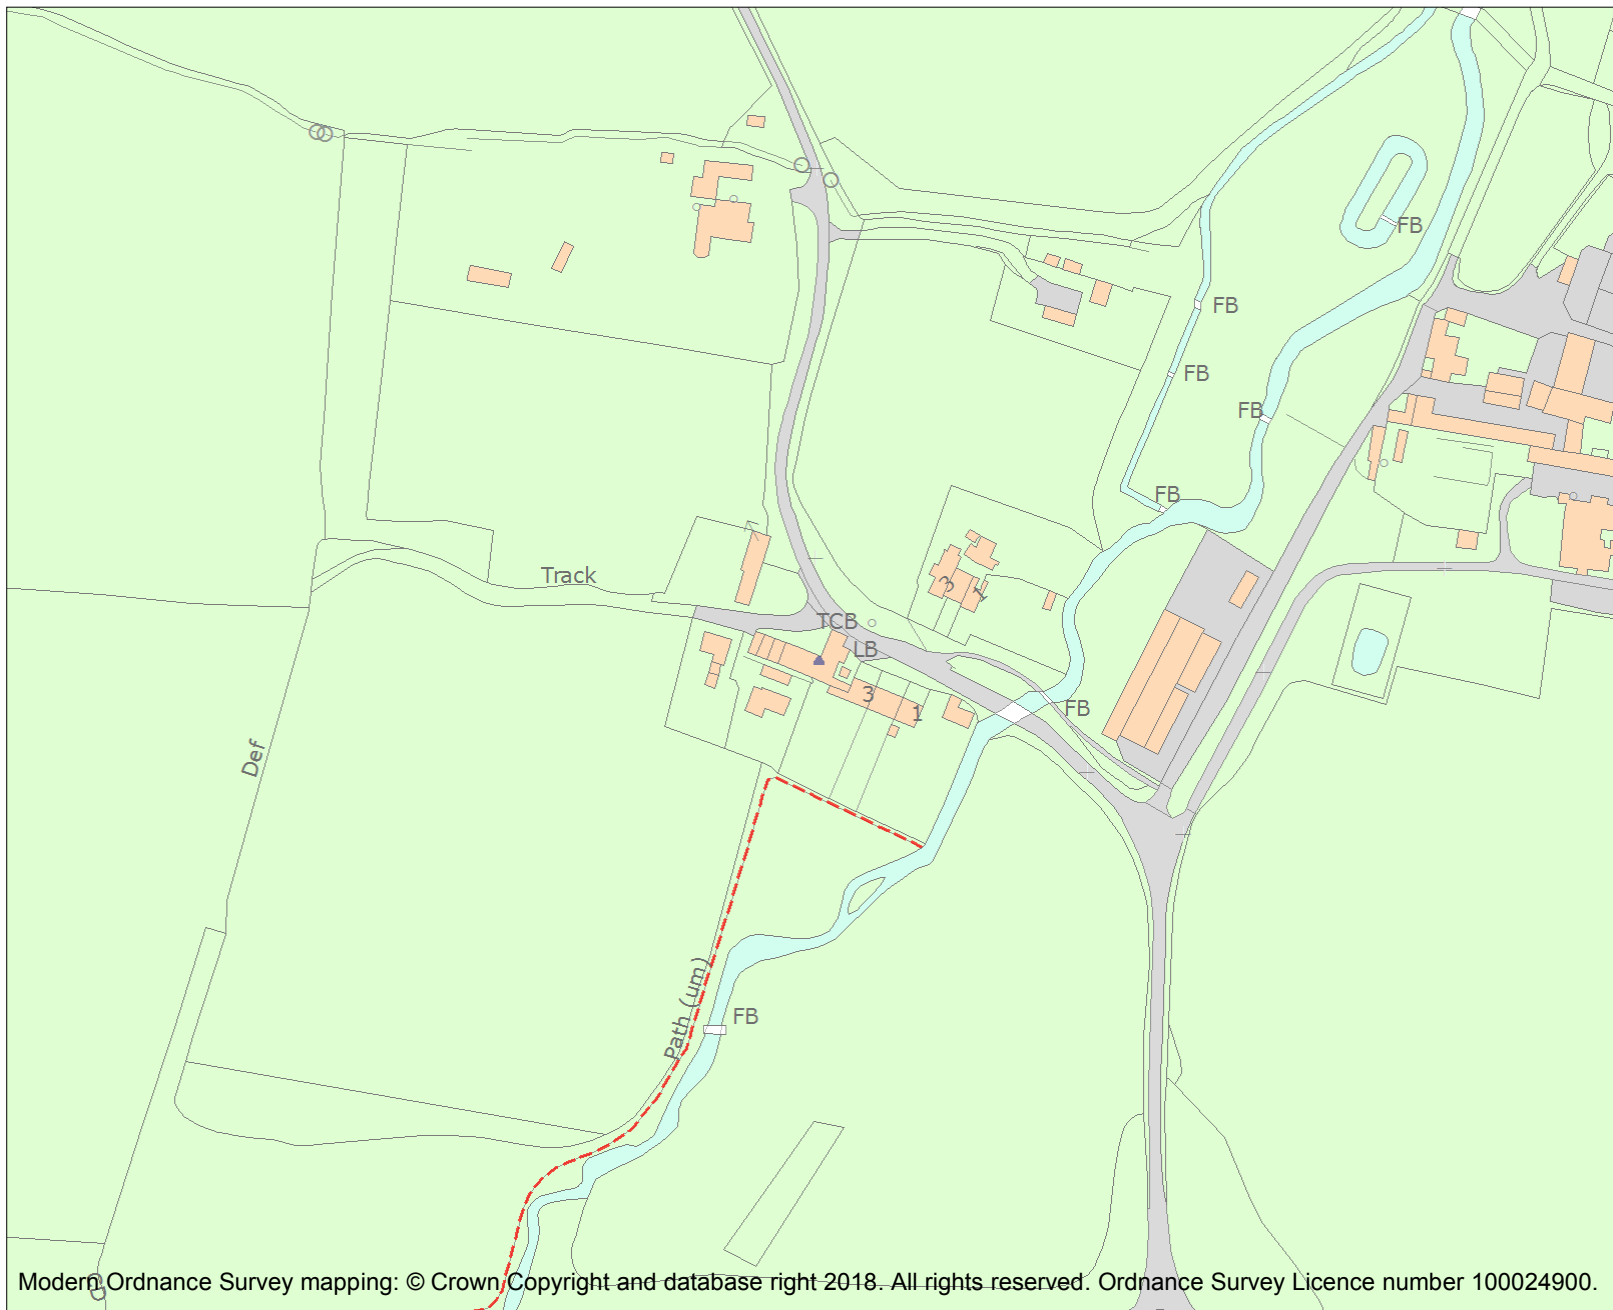 FB
FB
FB
FB
FB
Track
3
1
TCB
LB
3
1
FB
Def
Path (um)
FB
Modern Ordnance Survey mapping: © Crown Copyright and database right 2018. All rights reserved. Ordnance Survey Licence number 100024900.